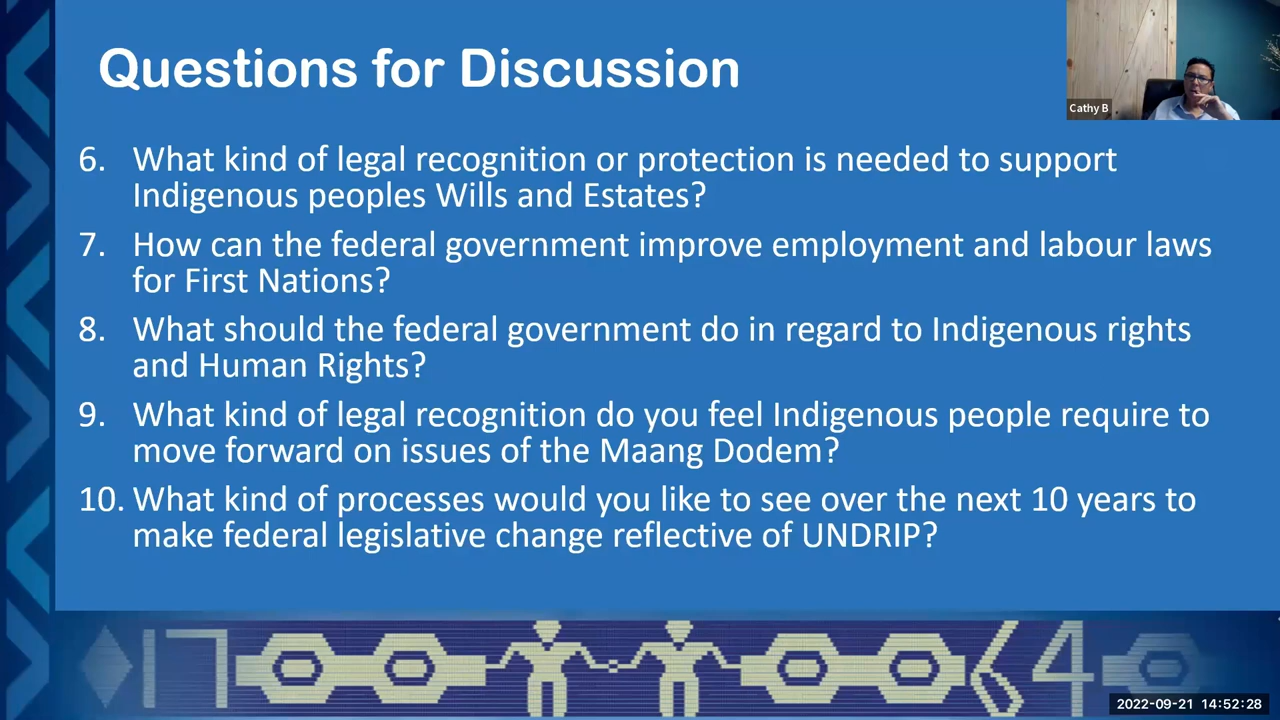 Questions for Discussion
Cathy B
6. What kind of legal recognition or protection is needed to support
Indigenous peoples Wills and Estates?
7. How can the federal government improve employment and labour laws
for First Nations?
8. What should the federal government do in regard to Indigenous rights
and Human Rights?
9. What kind of legal recognition do you feel Indigenous people require to
move forward on issues of the Maang Dodem?
10. What kind of processes would you like to see over the next 10 years to
make federal legislative change reflective of UNDRIP?
17 64
2022-09-21 14:52:28